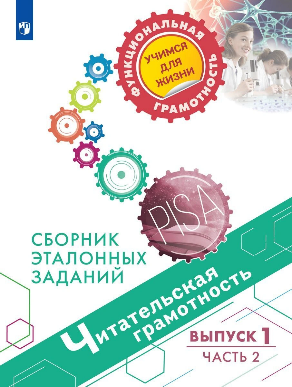 ФУНКЦИОНАЛЬНАЯ
ГРАМОТНОСТЬ
УЧИМСЯ
ДЛЯ
ЖИЗНИ
PISA
СБОРНИК
ЭТАЛОННЫХ
ЗАДАНИЙ
Читательская
грамотность
ВЫПУСК 1
ЧАСТЬ 2